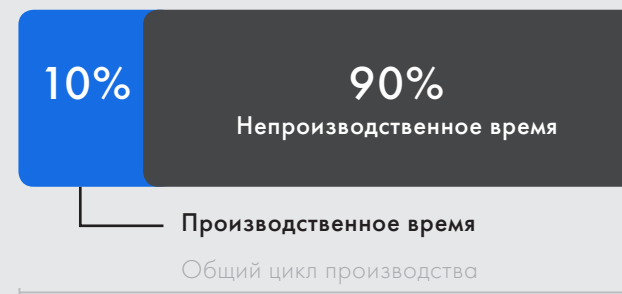 10%
90%
Непроизводственное время
Производственное время
Общий цикл производства